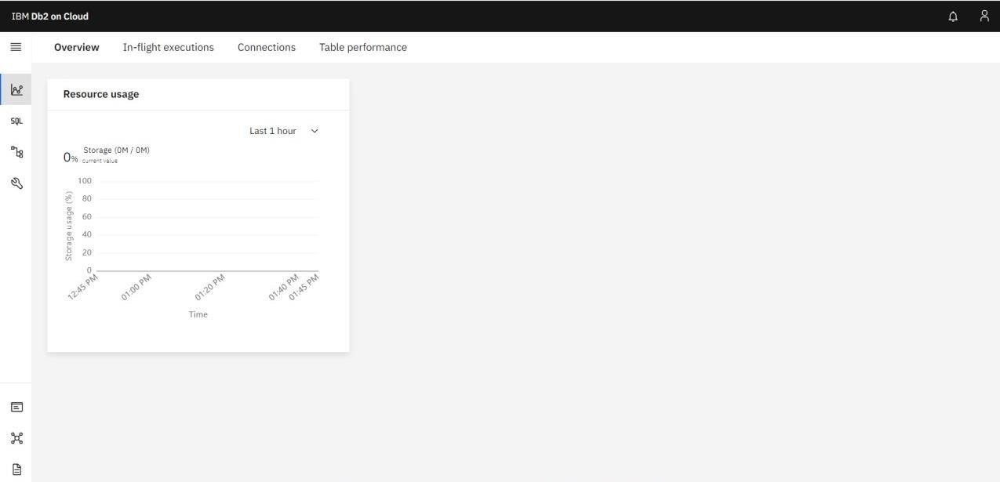 IBM Db2 on Cloud
Overview In-flight executions Connections Table performance
Resource usage
SQL
Last 1 hour
0% Storage (0M / 0M)
current value
Storage usage (%)
100
80
60
40
20
0
12:45 PM 01:00 PM 01:20 PM 01:40 PM 01:45 PM
Time